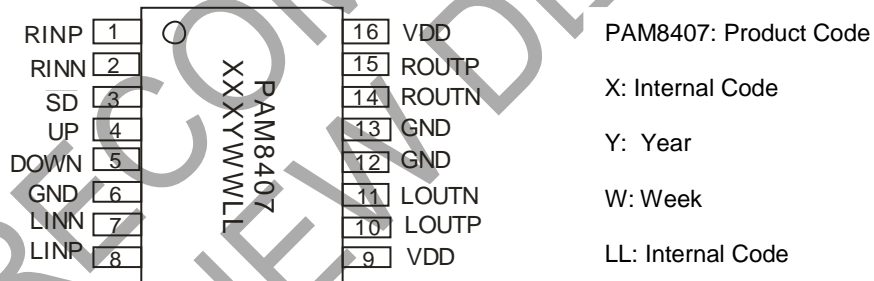 RINP 1 16 VDD PAM8407: Product Code
RINN 2 15 ROUTP
SD 3 14 ROUTN X: Internal Code
UP 4 13 GND
DOWN 5 12 GND Y: Year
GND 6 11 LOUTN W: Week
LINN 7 10 LOUTP
LINP 8 9 VDD LL: Internal Code
PAM8407
XXXYWWLL